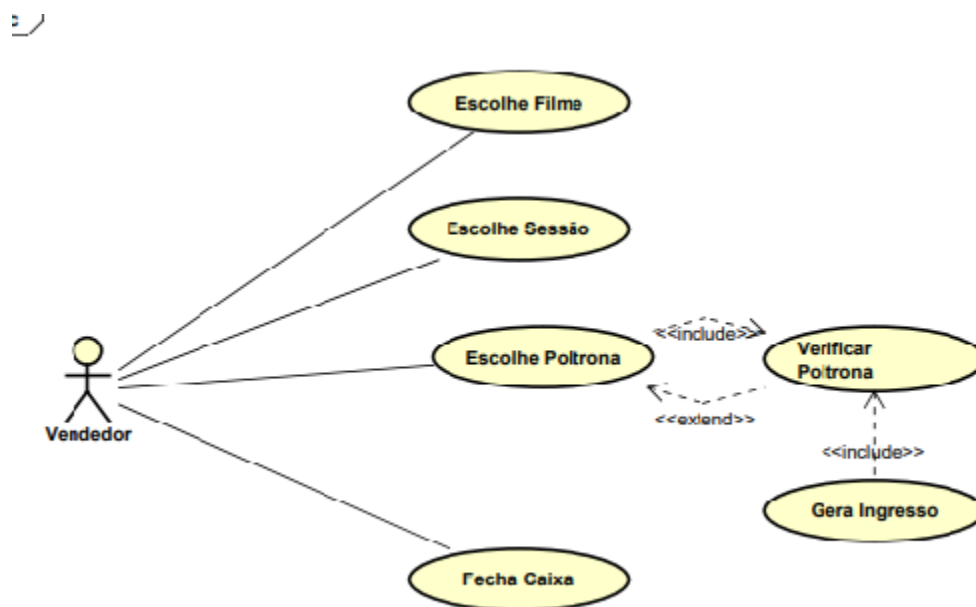 c
Escolhe Filme
Escolhe Sessão
Escolhe Poltrona
<<include>>
Verificar
Poltrona
<<extend>>
Vendedor
<<include>>
Gera Ingresso
Fecha Caixa